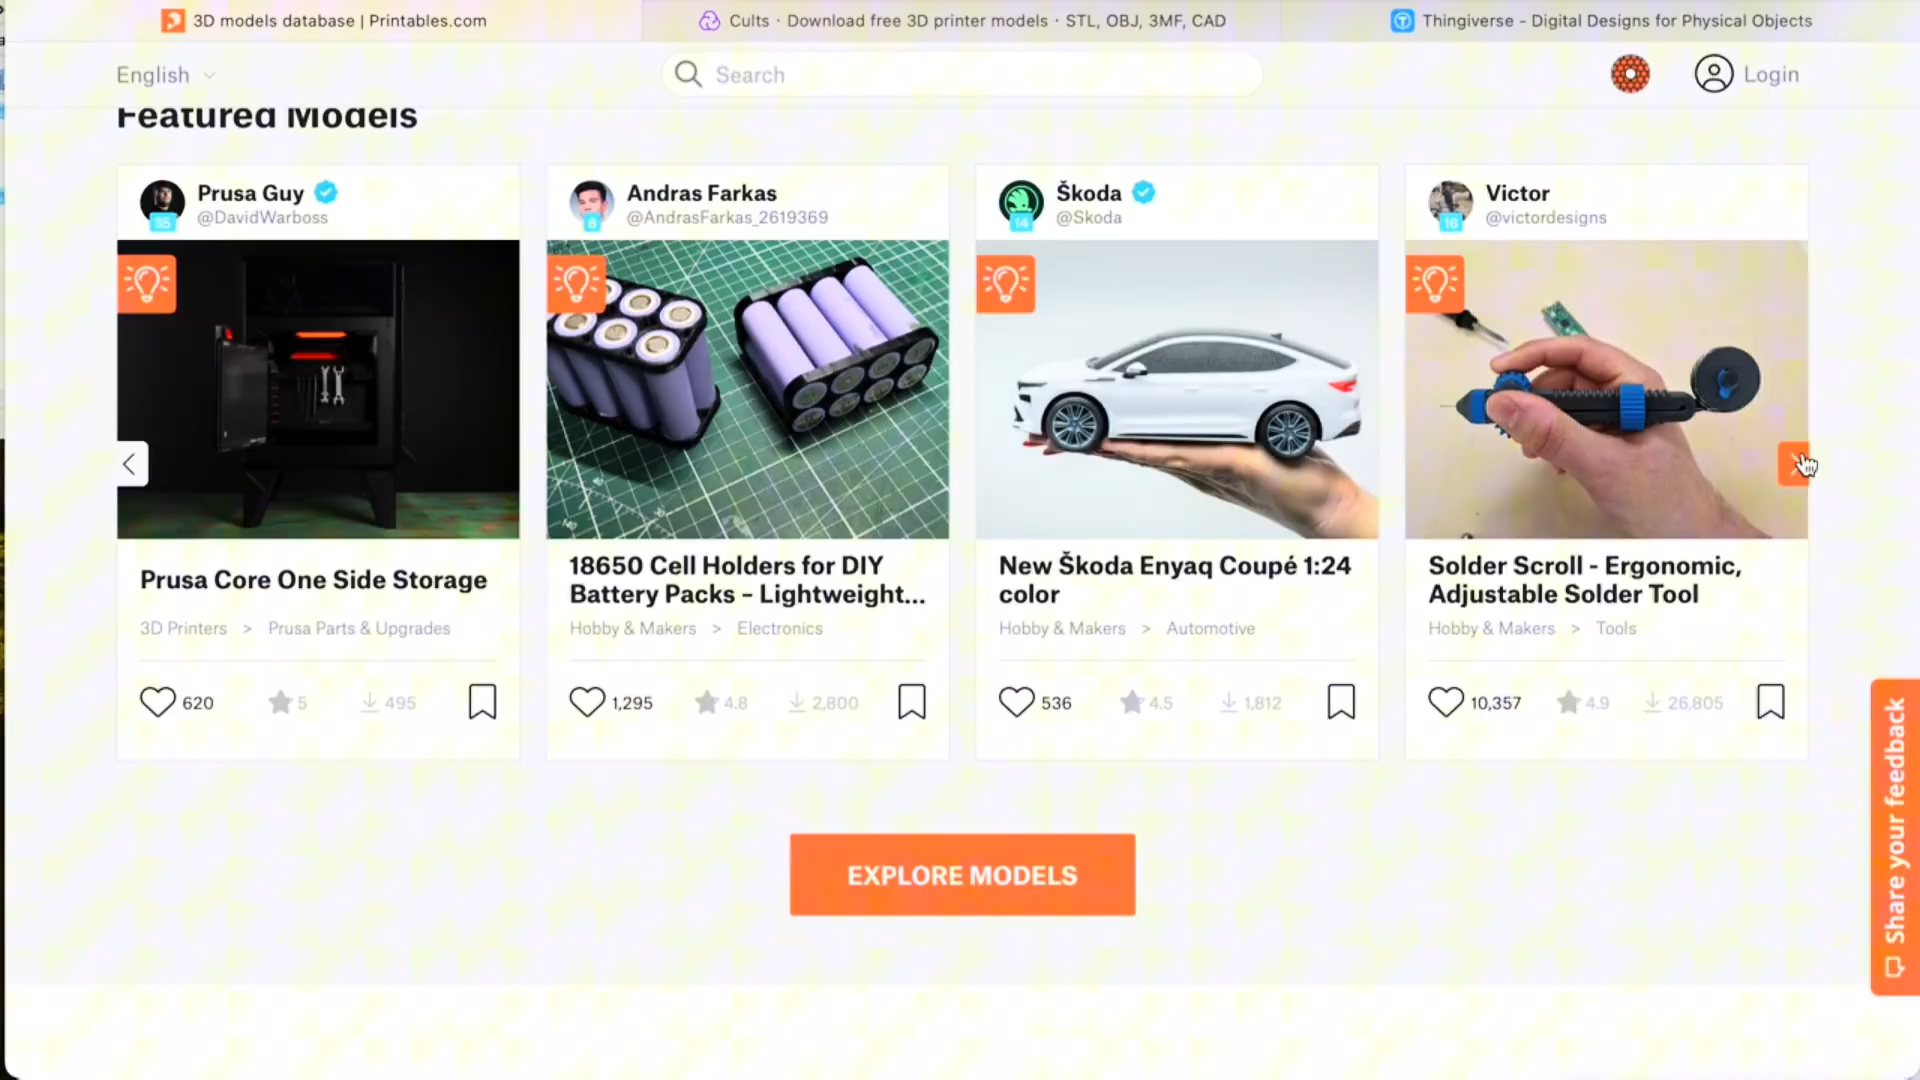 3D models database | Printables.com
Cults · Download free 3D printer models · STL, OBJ, 3MF, CAD
Thingiverse - Digital Designs for Physical Objects
English
Search
Login
Featured Models
Prusa Guy
@DavidWarboss
35
Andras Farkas
@AndrasFarkas_2619369
6
Škoda
@Skoda
14
Victor
@victordesigns
16
Prusa Core One Side Storage
3D Printers > Prusa Parts & Upgrades
620 5 495
18650 Cell Holders for DIY
Battery Packs – Lightweight...
Hobby & Makers > Electronics
1,295 4.8 2,800
New Škoda Enyaq Coupé 1:24
color
Hobby & Makers > Automotive
536 4.5 1,812
Solder Scroll - Ergonomic,
Adjustable Solder Tool
Hobby & Makers > Tools
10,357 4.9 26,805
EXPLORE MODELS
Share your feedback